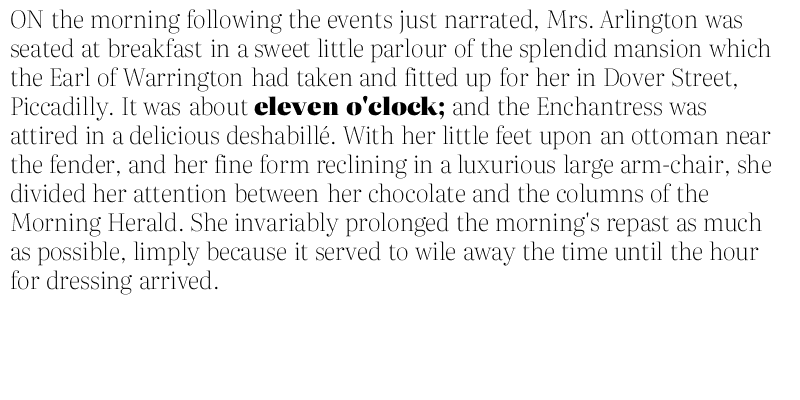 ON the morning following the events just narrated, Mrs. Arlington was
seated at breakfast in a sweet little parlour of the splendid mansion which
the Earl of Warrington had taken and fitted up for her in Dover Street,
Piccadilly. It was about eleven o'clock; and the Enchantress was
attired in a delicious deshabillé. With her little feet upon an ottoman near
the fender, and her fine form reclining in a luxurious large arm-chair, she
divided her attention between her chocolate and the columns of the
Morning Herald. She invariably prolonged the morning's repast as much
as possible, limply because it served to wile away the time until the hour
for dressing arrived.